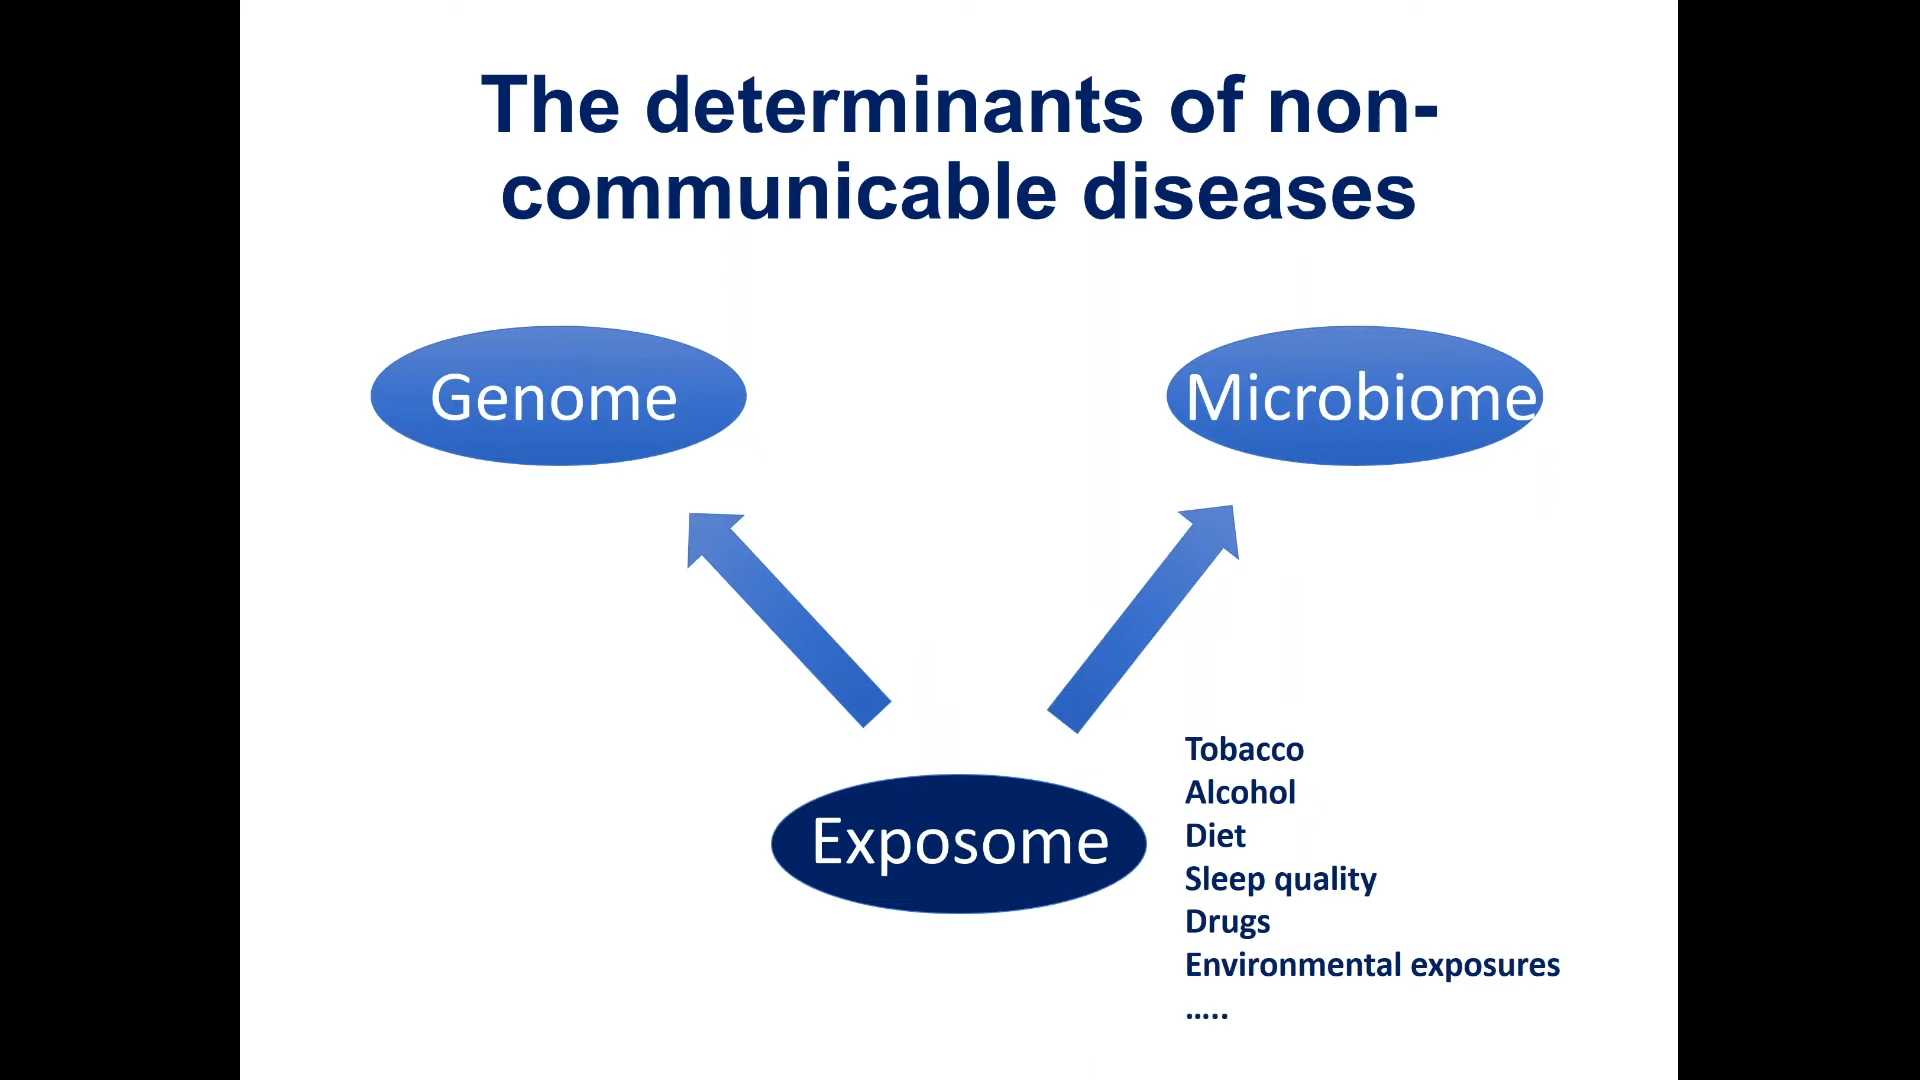 The determinants of non-
communicable diseases
Genome
Microbiome
Exposome
Tobacco
Alcohol
Diet
Sleep quality
Drugs
Environmental exposures
.....